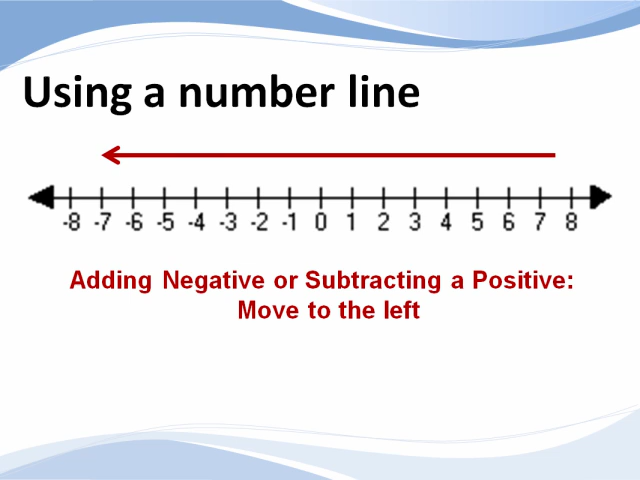 Using a number line
-8 -7 -6 -5 -4 -3 -2 -1 0 1 2 3 4 5 6 7 8
Adding Negative or Subtracting a Positive:
Move to the left